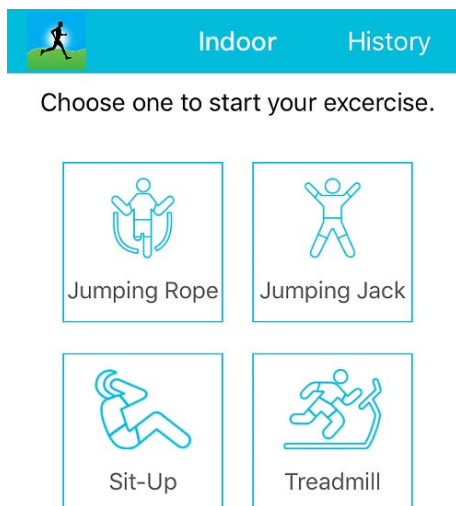 Indoor History
Choose one to start your excercise.
Jumping Rope Jumping Jack
Sit-Up Treadmill